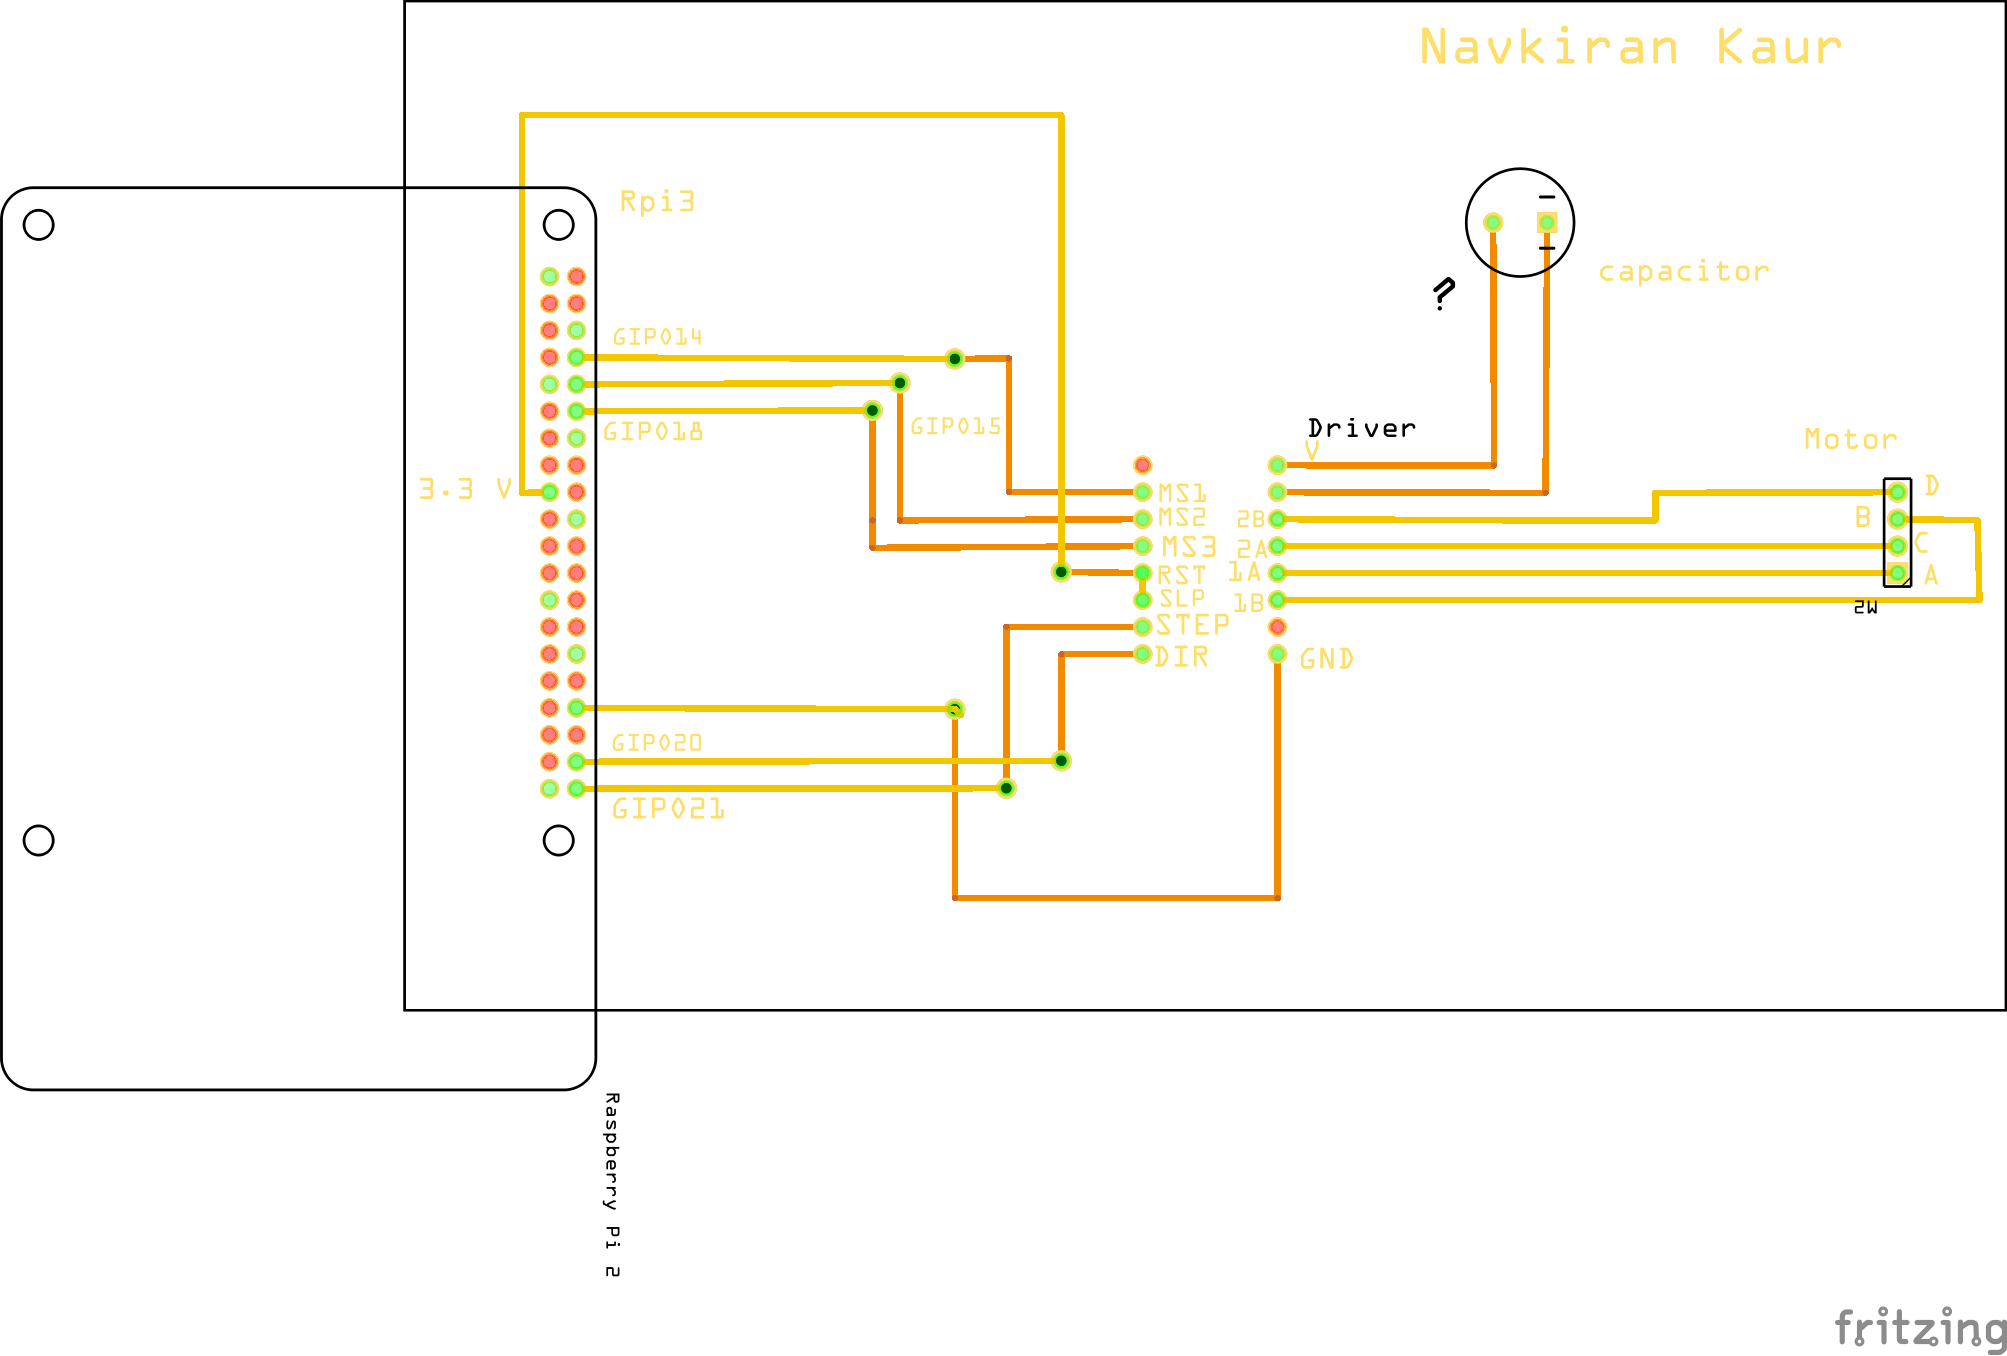 Navkiran Kaur
Rpi3
capacitor
?
GIPO14
GIPO15
GIPO18
3.3 V
Driver
V
Motor
MS1
MS2
MS3
RST
SLP
STEP
DIR
2B
2A
1A
1B
GND
D
B
C
A
M2
GIPO20
GIPO21
Raspberry Pi 2
fritzing